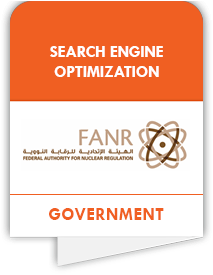 SEARCH ENGINE
OPTIMIZATION
FANR
الهيئة الاتحادية للرقابة النووية
FEDERAL AUTHORITY FOR NUCLEAR REGULATION
GOVERNMENT